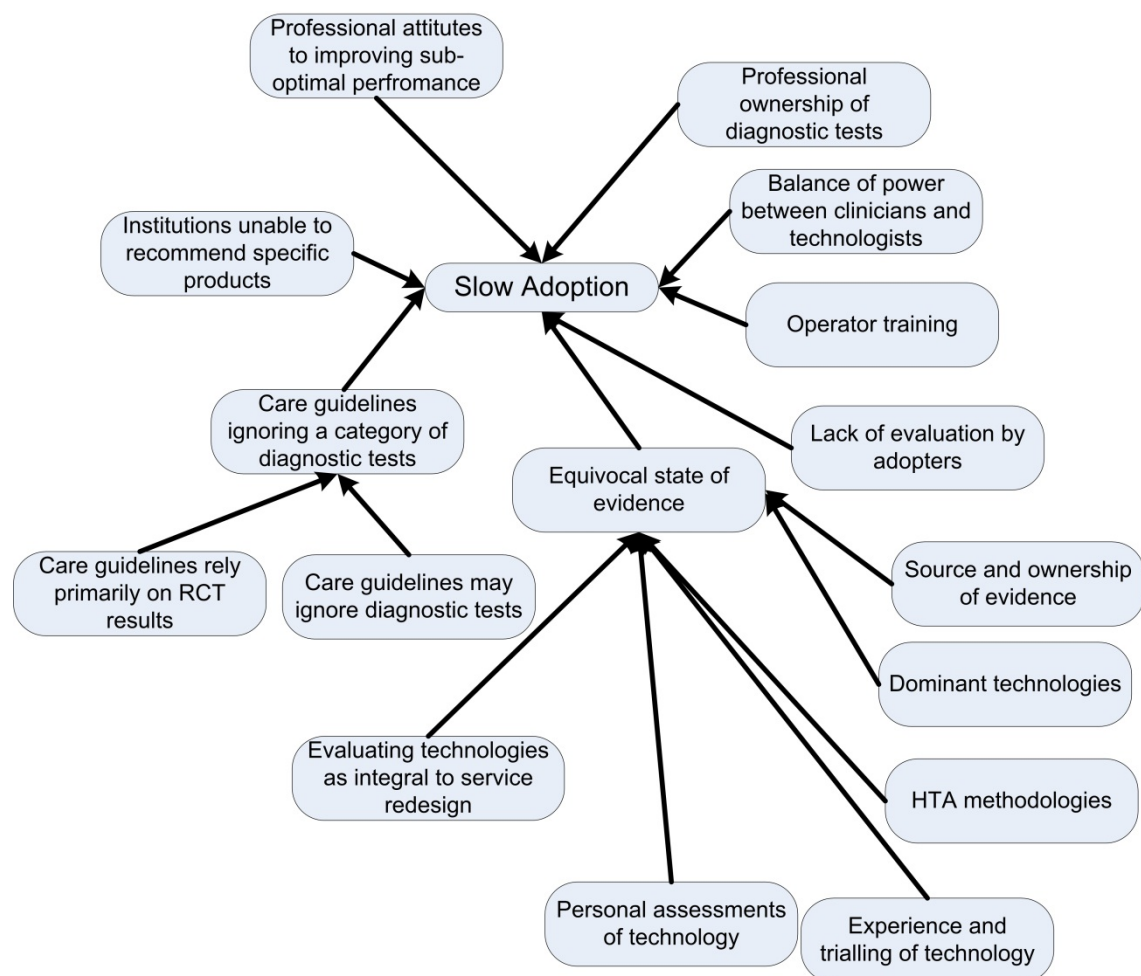 Professional attitutes
to improving sub-
optimal perfromance
Professional
ownership of
diagnostic tests
Balance of power
between clinicians and
technologists
Institutions unable to
recommend specific
products
Slow Adoption
Operator training
Care guidelines
ignoring a category of
diagnostic tests
Lack of evaluation by
adopters
Equivocal state of
evidence
Care guidelines rely
primarily on RCT
results
Care guidelines may
ignore diagnostic tests
Source and ownership
of evidence
Dominant technologies
Evaluating technologies
as integral to service
redesign
HTA methodologies
Personal assessments
of technology
Experience and
trialling of technology